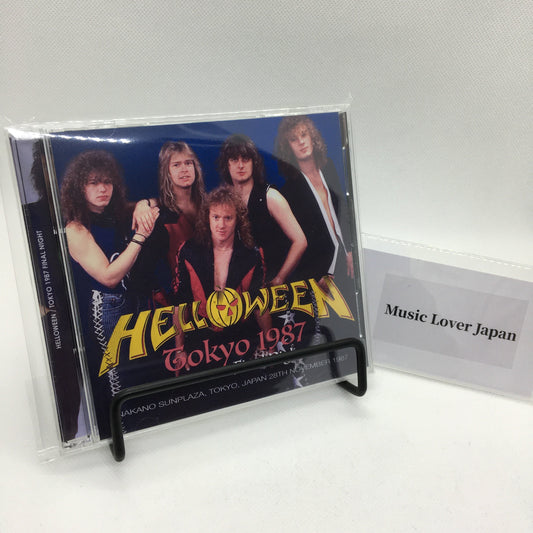 HELLOWEEN / TOKYO 1987 FINAL NIGHT
HELLOWEEN
Tokyo 1987
NAKANO SUNPLAZA, TOKYO, JAPAN 28TH NOVEMBER 1987
Music Lover Japan